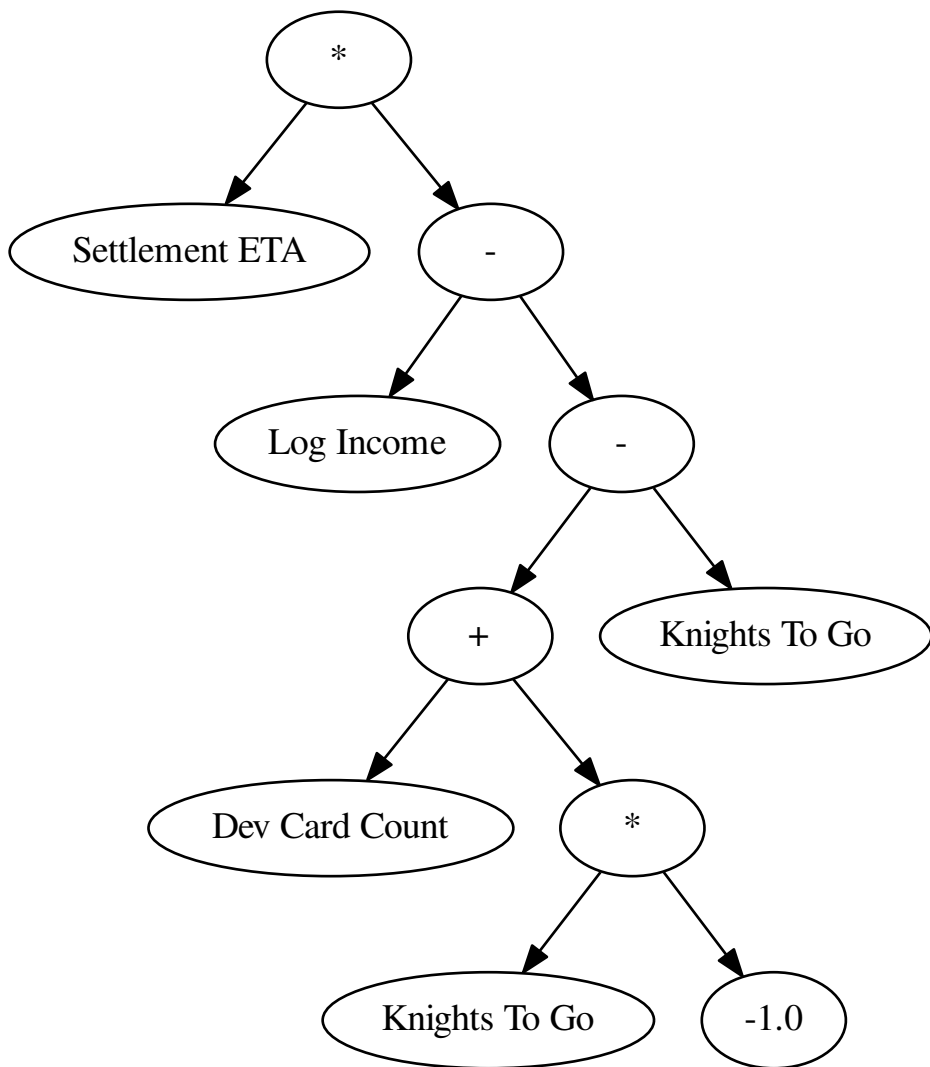 *
Settlement ETA
-
Log Income
-
+
Knights To Go
Dev Card Count
*
Knights To Go
-1.0